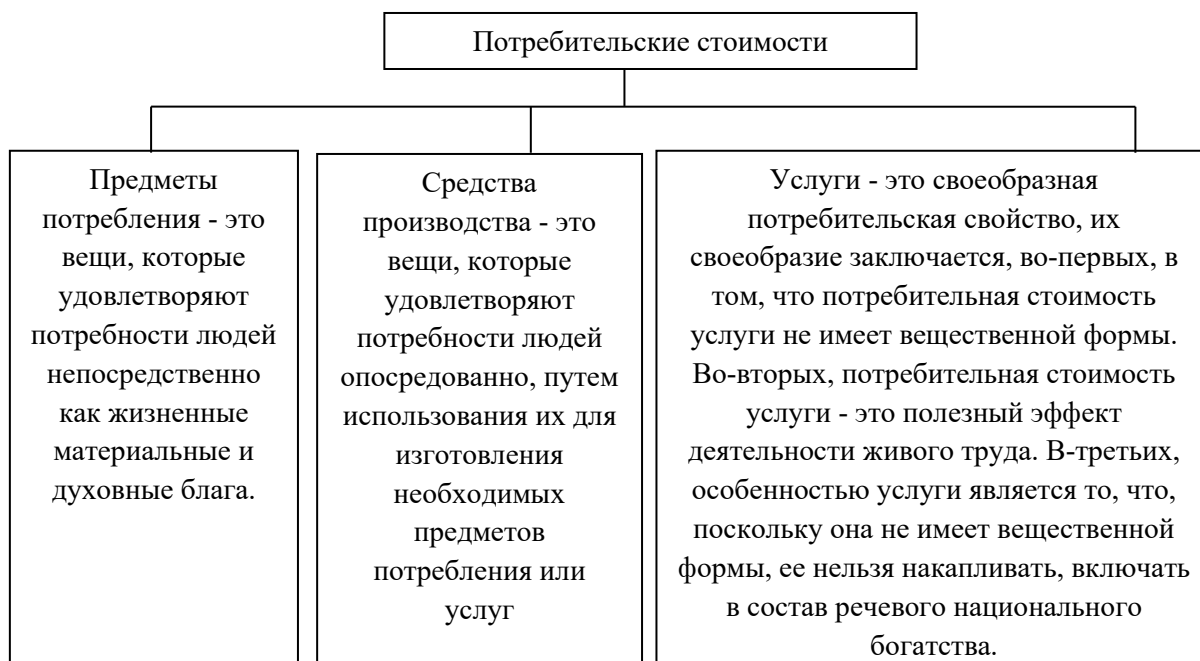 Потребительские стоимости
Предметы
потребления - это
вещи, которые
удовлетворяют
потребности людей
непосредственно
как жизненные
материальные и
духовные блага.
Средства
производства - это
вещи, которые
удовлетворяют
потребности людей
опосредованно, путем
использования их для
изготовления
необходимых
предметов
потребления или
услуг
Услуги - это своеобразная
потребительская свойство, их
своеобразие заключается, во-первых, в
том, что потребительная стоимость
услуги не имеет вещественной формы.
Во-вторых, потребительная стоимость
услуги - это полезный эффект
деятельности живого труда. В-третьих,
особенностью услуги является то, что,
поскольку она не имеет вещественной
формы, ее нельзя накапливать, включать
в состав речевого национального
богатства.